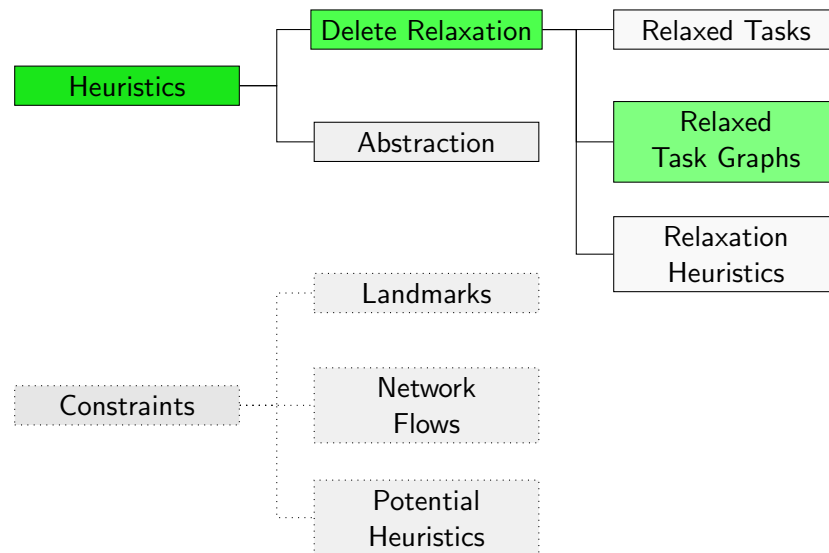 Heuristics
Delete Relaxation
Abstraction
Relaxed Tasks
Relaxed
Task Graphs
Relaxation
Heuristics
Constraints
Landmarks
Network
Flows
Potential
Heuristics